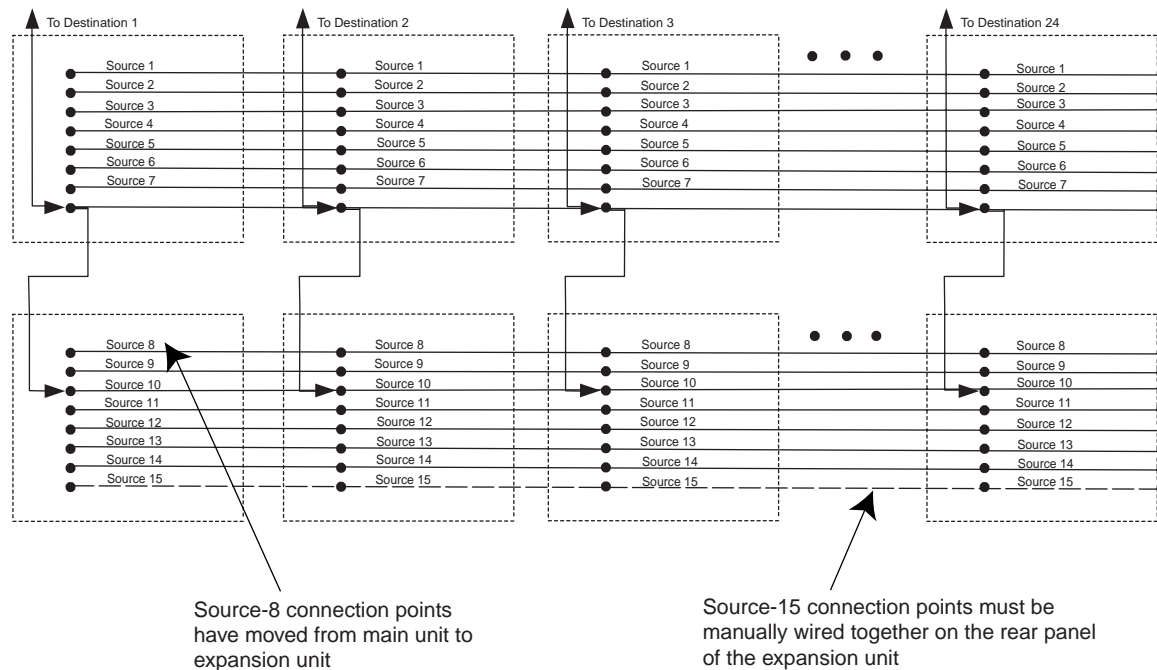 To Destination 1 To Destination 2 To Destination 3 To Destination 24
Source 1 Source 1 Source 1 Source 1
Source 2 Source 2 Source 2 Source 2
Source 3 Source 3 Source 3 Source 3
Source 4 Source 4 Source 4 Source 4
Source 5 Source 5 Source 5 Source 5
Source 6 Source 6 Source 6 Source 6
Source 7 Source 7 Source 7 Source 7
Source 8 Source 8 Source 8 Source 8
Source 9 Source 9 Source 9 Source 9
Source 10 Source 10 Source 10 Source 10
Source 11 Source 11 Source 11 Source 11
Source 12 Source 12 Source 12 Source 12
Source 13 Source 13 Source 13 Source 13
Source 14 Source 14 Source 14 Source 14
Source 15 Source 15 Source 15 Source 15
Source-8 connection points
have moved from main unit to
expansion unit
Source-15 connection points must be
manually wired together on the rear panel
of the expansion unit